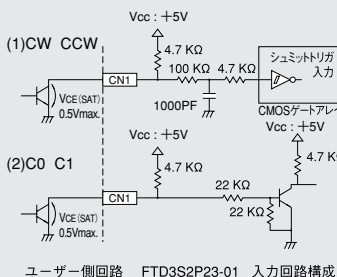 Vcc : +5V
(1)CW CCW
4.7 KΩ
シュミットトリガ
入力
CN1
100 KΩ
4.7 KΩ
VCE(SAT)
0.5Vmax.
1000PF
CMOSゲートアレイ
Vcc : +5V
Vcc : +5V
(2)C0 C1
4.7 KΩ
4.7 KΩ
CN1
22 KΩ
22 KΩ
VCE(SAT)
0.5Vmax.
ユーザー側回路 FTD3S2P23-01 入力回路構成